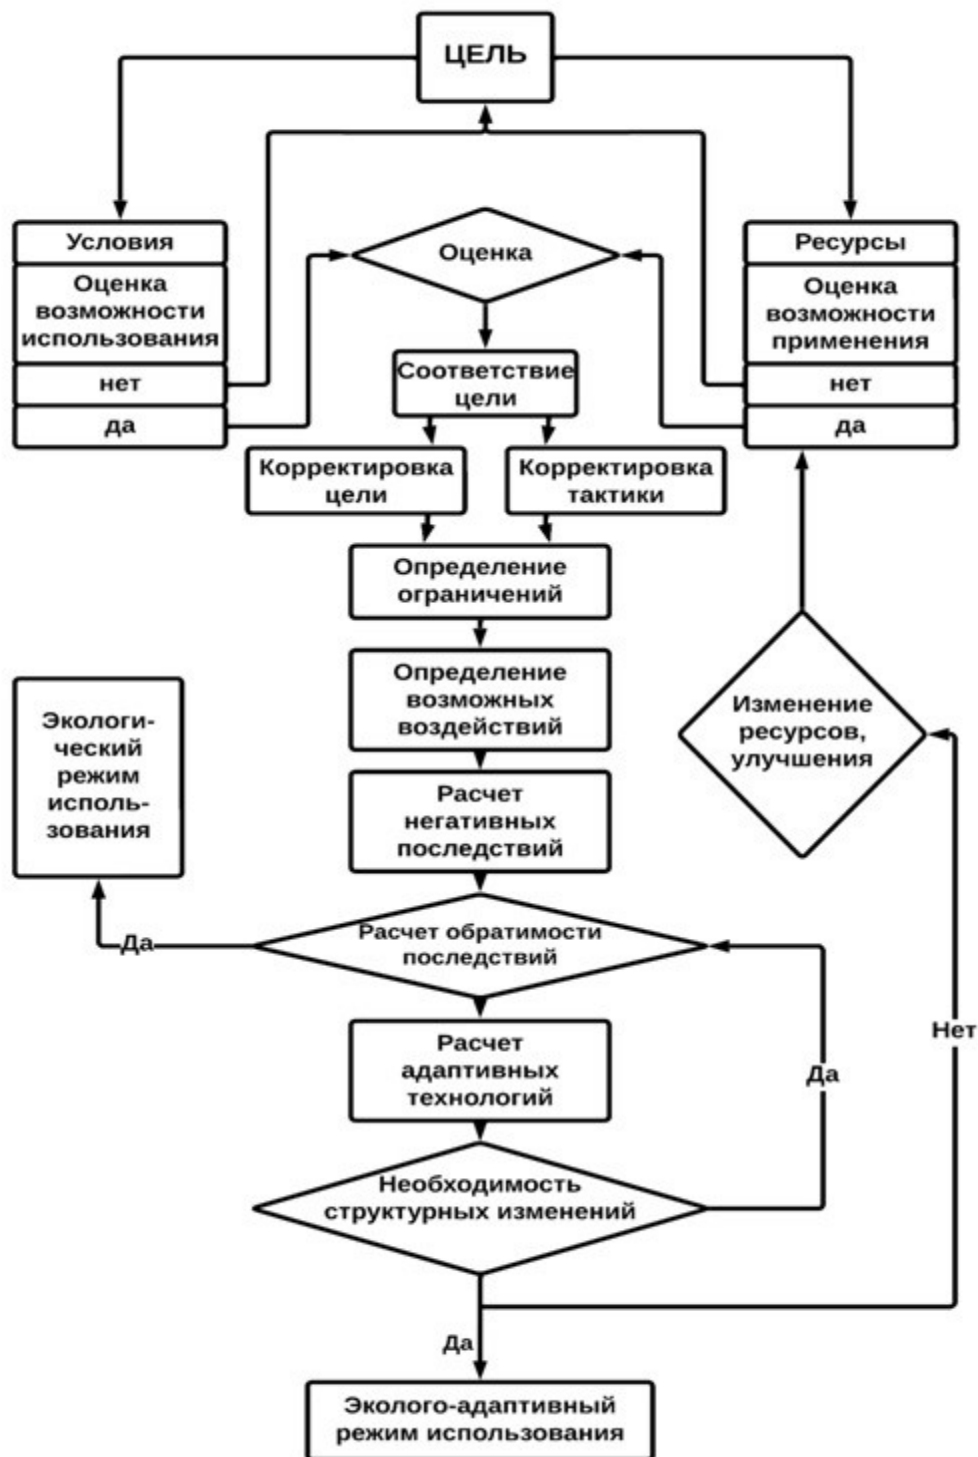 ЦЕЛЬ
Условия
Оценка
возможности
использования
нет
да
Оценка
Ресурсы
Оценка
возможности
применения
нет
да
Соответствие
цели
Корректировка
цели
Корректировка
тактики
Определение
ограничений
Определение
возможных
воздействий
Экологи-
ческий
режим
исполь-
зования
Изменение
ресурсов,
улучшения
Расчет
негативных
последствий
Расчет обратимости
последствий
Да
Расчет
адаптивных
технологий
Да
Нет
Необходимость
структурных изменений
Да
Эколого-адаптивный
режим использования